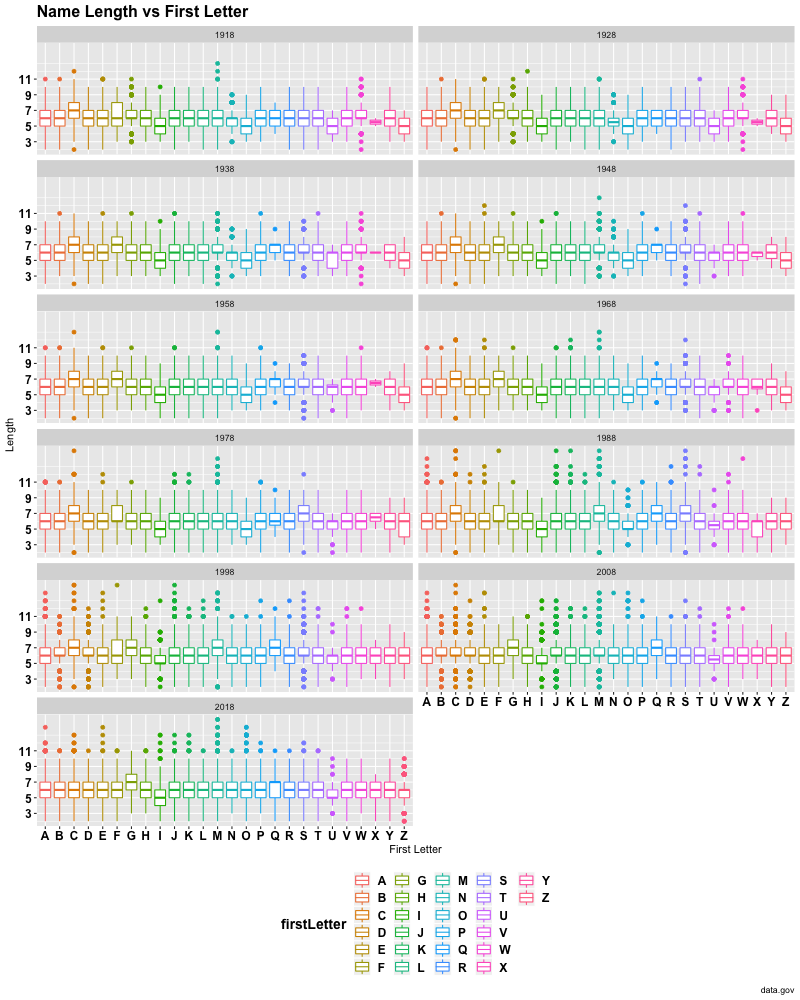 Name Length vs First Letter
1918 1928
11 9 7 5 3
1938 1948
11 9 7 5 3
1958 1968
11 9 7 5 3
Length
1978 1988
11 9 7 5 3
1998 2008
11 9 7 5 3
A B C D E F G H I J K L M N O P Q R S T U V W X Y Z
2018
11 9 7 5 3
A B C D E F G H I J K L M N O P Q R S T U V W X Y Z
First Letter
A G M S Y
B H N T Z
C I O U
firstLetter
D J P V
E K Q W
F L R X
data.gov